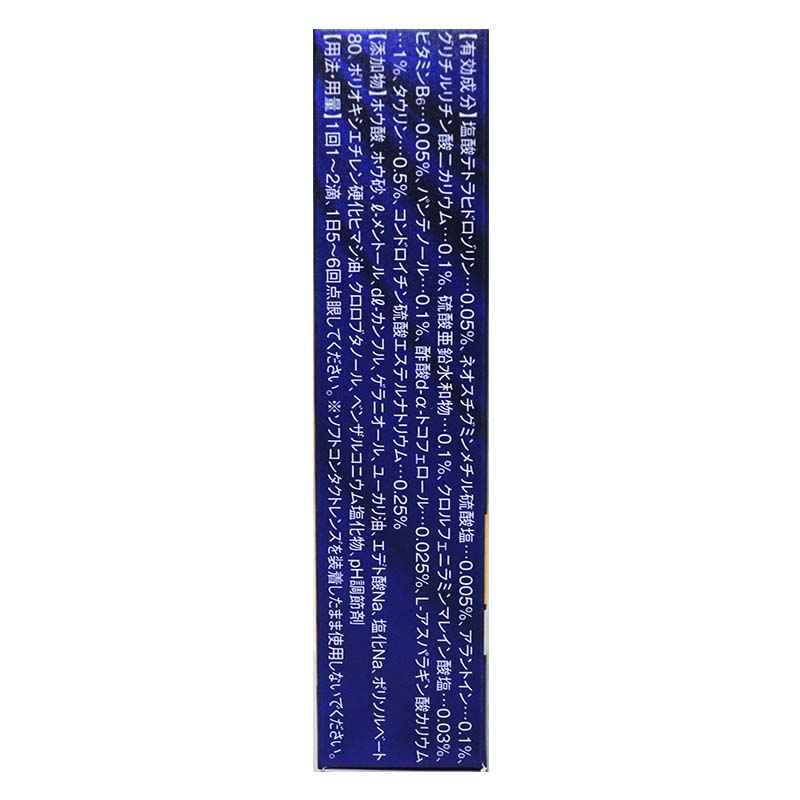 【有効成分】塩酸テトラヒドロゾリン…0.05%、ネオスチグミンメチル硫酸塩…0.005%、アラントイン…0.1%、
グリチルリチン酸二カリウム…0.1%、硫酸亜鉛水和物…0.1%、クロルフェニラミンマレイン酸塩…0.03%、
ビタミンB6…0.05%、パンテノール…0.1%、酢酸d-α-トコフェロール…0.025%、L-アスパラギン酸カリウム
…1%、タウリン…0.5%、コンドロイチン硫酸エステルナトリウム…0.25%
【添加物】ホウ酸、ホウ砂、ℓ-メントール、dℓ-カンフル、ゲラニオール、ユーカリ油、エデト酸Na、塩化Na、ポリソルベート
80、ポリオキシエチレン硬化ヒマシ油、クロロブタノール、ベンザルコニウム塩化物、pH調節剤
【用法・用量】1回1～2滴、1日5～6回点眼してください。※ソフトコンタクトレンズを装着したまま使用しないでください。